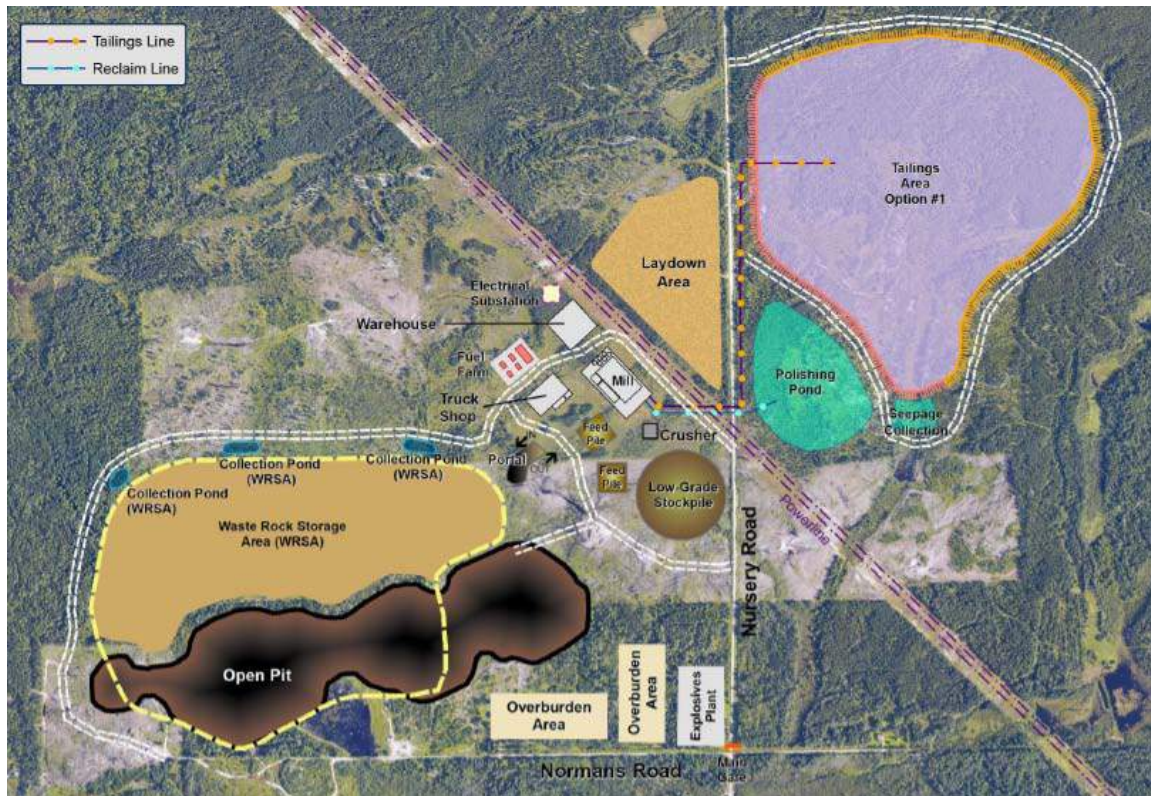 Tailings Line
Reclaim Line
Tailings
Area
Option #1
Laydown
Area
Electrical
Substation
Warehouse
Fuel
Farm
Truck
Shop
Mill
Polishing
Pond
Seepage
Collection
Feed
Pile
Crusher
IN
Portal
OUT
Feed
Pile
Low-Grade
Stockpile
Collection Pond
(WRSA)
Collection Pond
(WRSA)
Collection Pond
(WRSA)
Waste Rock Storage
Area (WRSA)
Powerline
Nursery Road
Open Pit
Overburden
Area
Overburden
Area
Explosives
Plant
Normans Road
Main
Gate